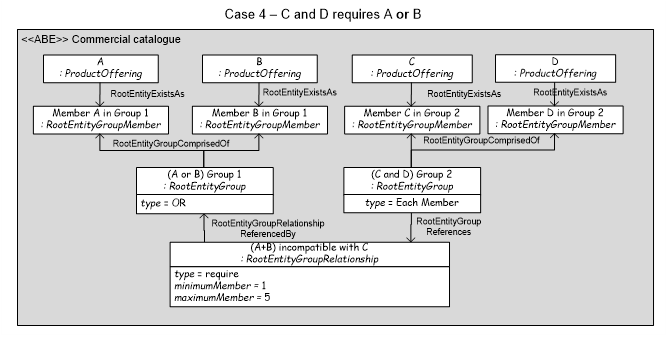 Case 4 – C and D requires A or B
<<ABE>> Commercial catalogue
A
: ProductOffering
B
: ProductOffering
C
: ProductOffering
D
: ProductOffering
RootEntityExistsAs
RootEntityExistsAs
RootEntityExistsAs
RootEntityExistsAs
Member A in Group 1
: RootEntityGroupMember
Member B in Group 1
: RootEntityGroupMember
Member C in Group 2
: RootEntityGroupMember
Member D in Group 2
: RootEntityGroupMember
RootEntityGroupComprisedOf
RootEntityGroupComprisedOf
(A or B) Group 1
: RootEntityGroup
type = OR
(C and D) Group 2
: RootEntityGroup
type = Each Member
RootEntityGroupRelationship
ReferencedBy
RootEntityGroup
References
(A+B) incompatible with C
: RootEntityGroupRelationship
type = require
minimumMember = 1
maximumMember = 5